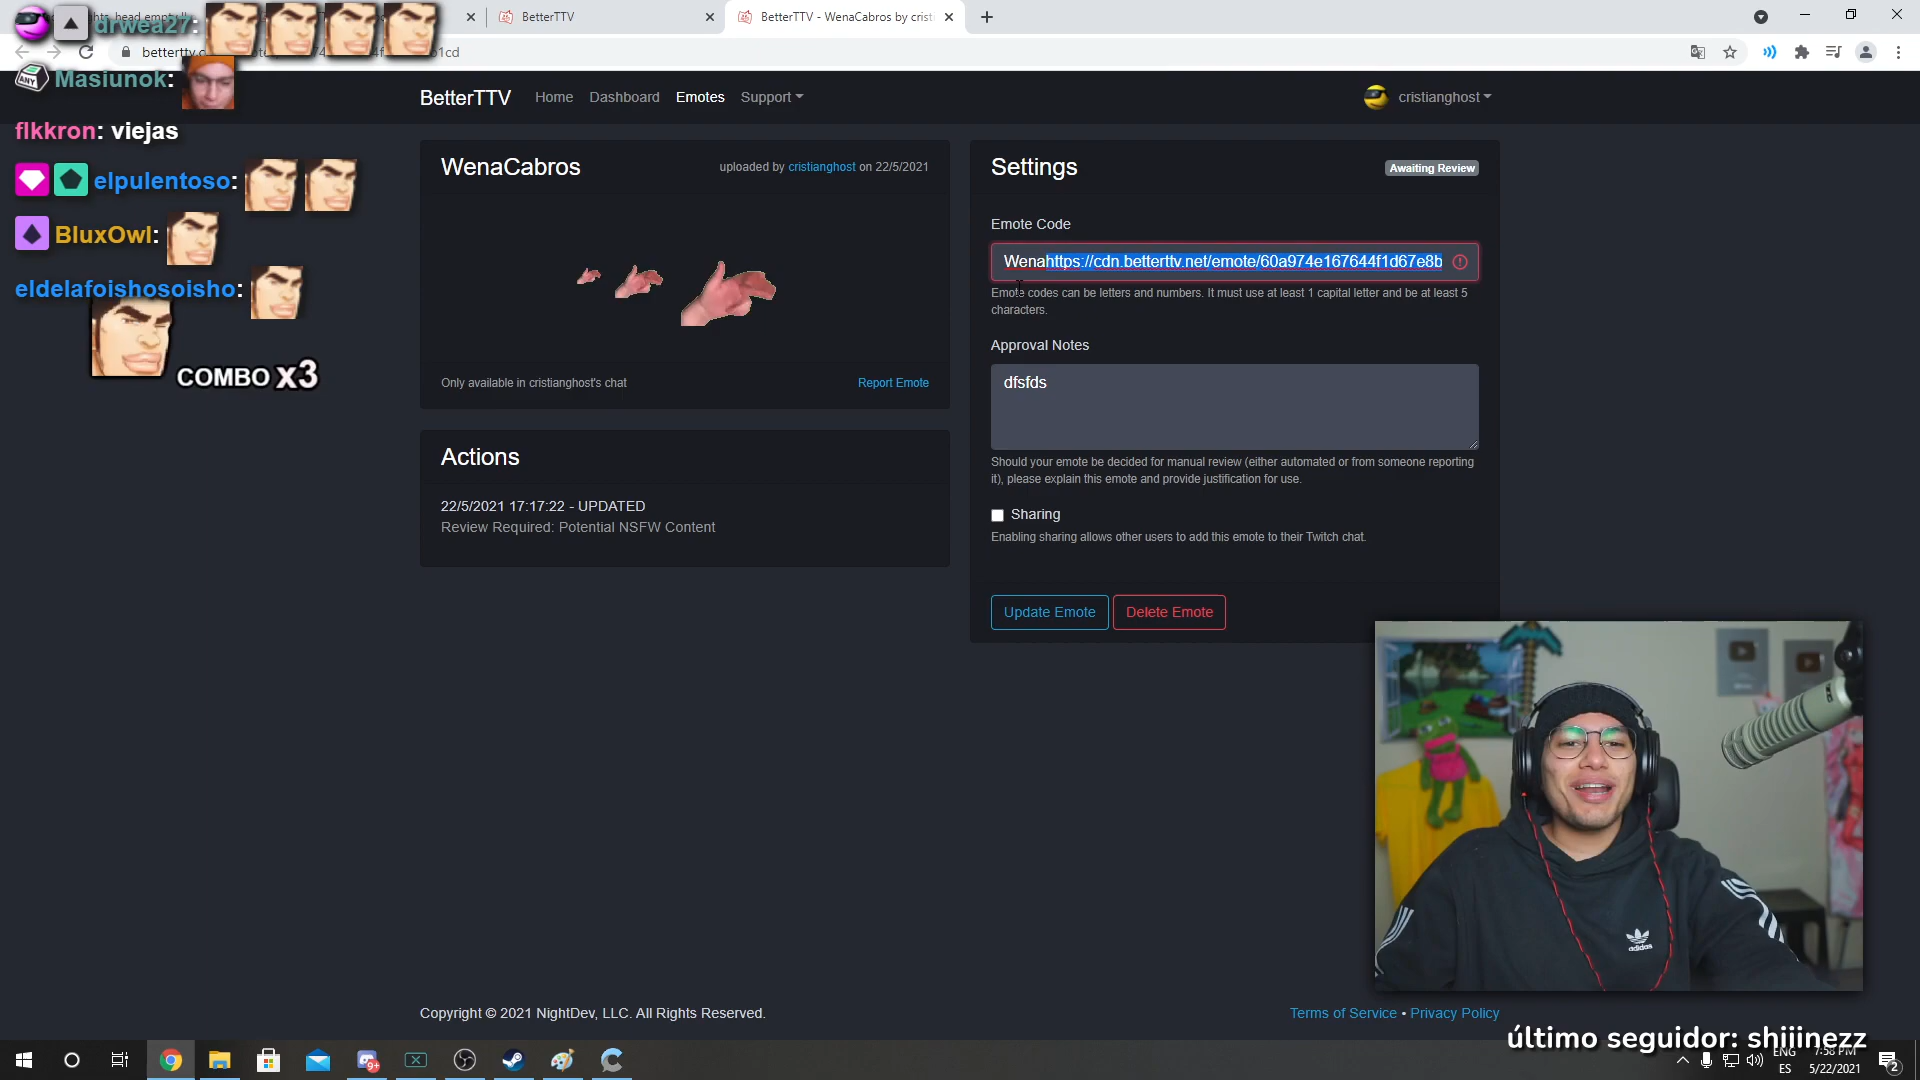 drwea27:
Masiunok:
flkkron: viejas
elpulentoso:
BluxOwl:
eldelafoishosoisho:
COMBO x3
BetterTTV
BetterTTV - WenaCabros by cristi
BetterTTV
Home
Dashboard
Emotes
Support
cristianghost
WenaCabros
uploaded by cristianghost on 22/5/2021
Only available in cristianghost's chat
Report Emote
Actions
22/5/2021 17:17:22 - UPDATED
Review Required: Potential NSFW Content
Settings
Awaiting Review
Emote Code
Wenahttps://cdn.betterttv.net/emote/60a974e167644f1d67e8b
Emote codes can be letters and numbers. It must use at least 1 capital letter and be at least 5
characters.
Approval Notes
dfsfds
Should your emote be decided for manual review (either automated or from someone reporting
it), please explain this emote and provide justification for use.
Sharing
Enabling sharing allows other users to add this emote to their Twitch chat.
Update Emote
Delete Emote
adidas
Copyright © 2021 NightDev, LLC. All Rights Reserved.
Terms of Service • Privacy Policy
último seguidor: shiiinezz
ENG
ES
7:58 PM
5/22/2021
2